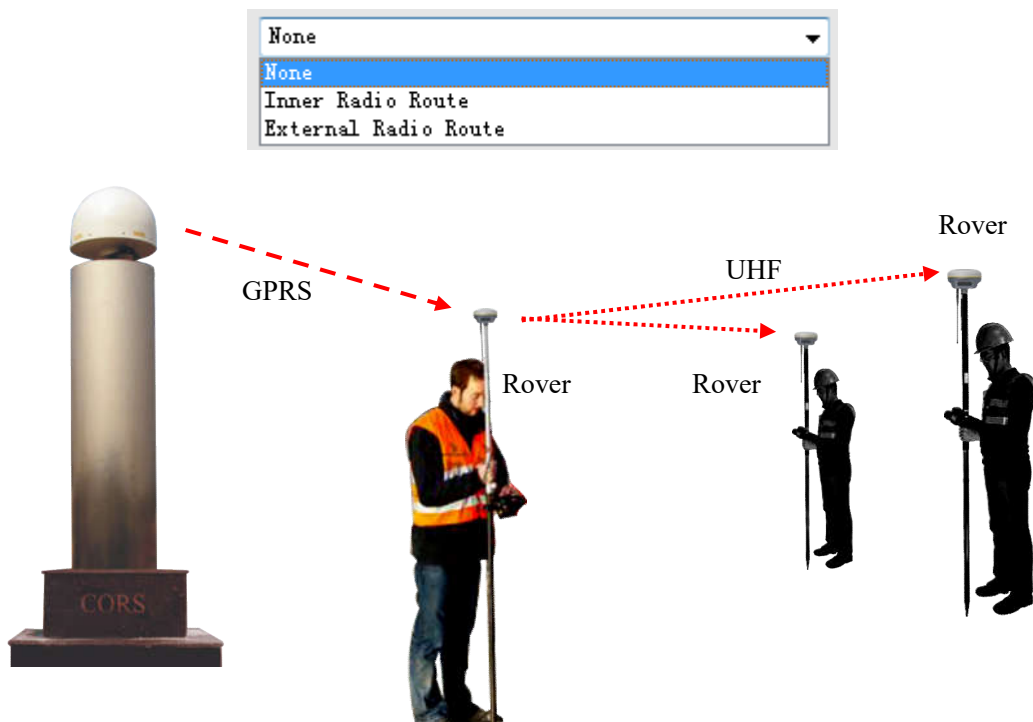 None
None
Inner Radio Route
External Radio Route
Rover
UHF
GPRS
Rover
Rover
CORS